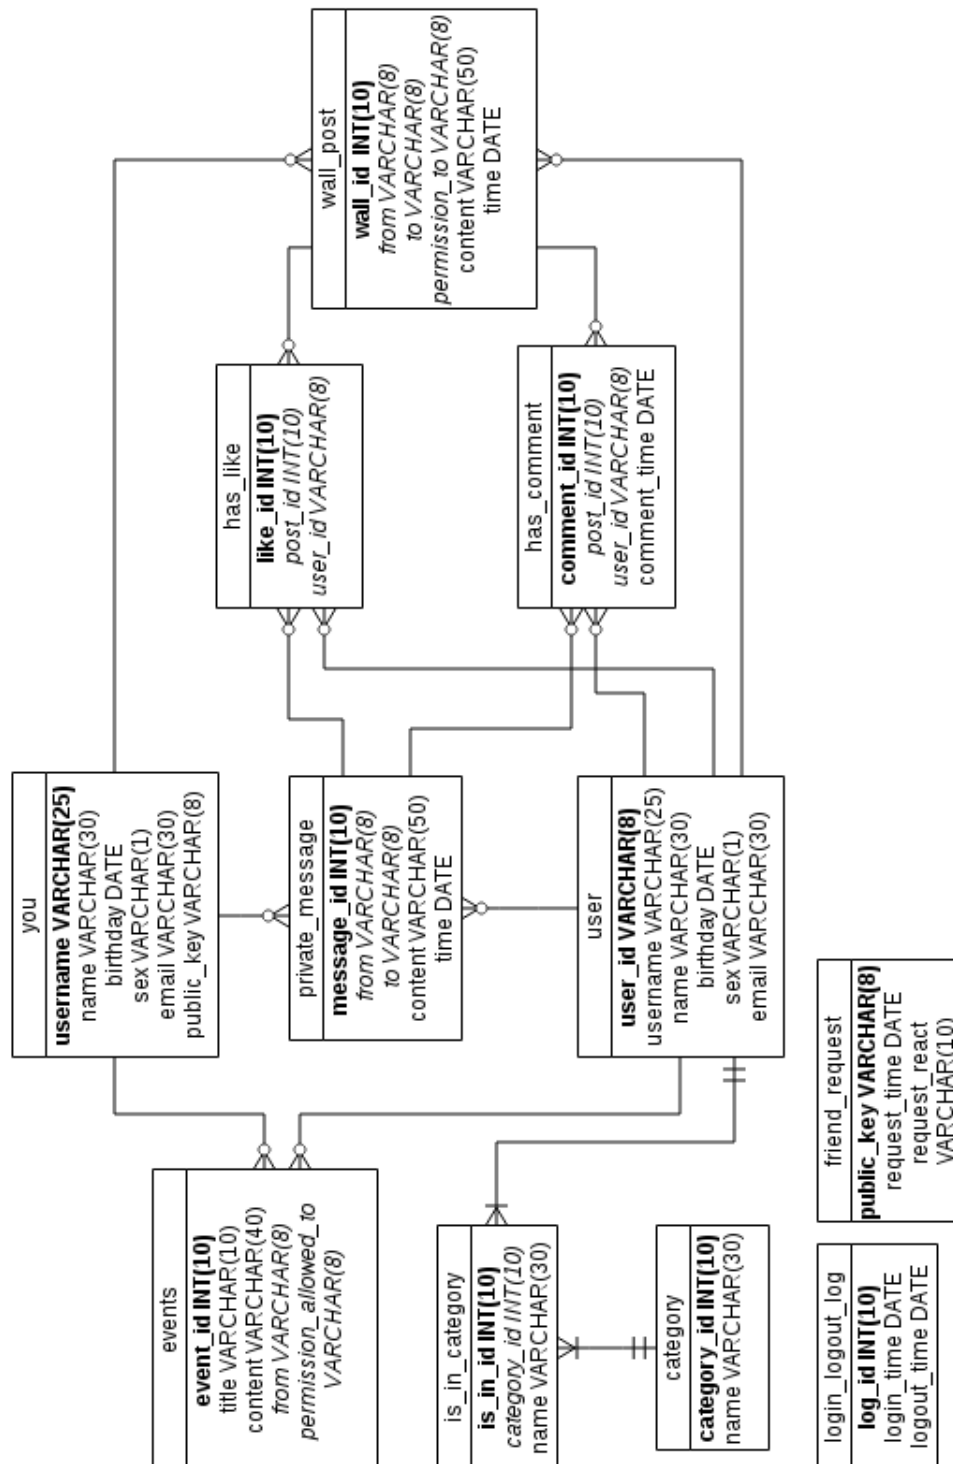 you
username VARCHAR(25)
name VARCHAR(30)
birthday DATE
sex VARCHAR(1)
email VARCHAR(30)
public_key VARCHAR(8)
wall_post
wall_id INT(10)
from VARCHAR(8)
to VARCHAR(8)
permission_to VARCHAR(8)
content VARCHAR(50)
time DATE
has_like
like_id INT(10)
post_id INT(10)
user_id VARCHAR(8)
has_comment
comment_id INT(10)
post_id INT(10)
user_id VARCHAR(8)
comment_time DATE
private_message
message_id INT(10)
from VARCHAR(8)
to VARCHAR(8)
content VARCHAR(50)
time DATE
user
user_id VARCHAR(8)
username VARCHAR(25)
name VARCHAR(30)
birthday DATE
sex VARCHAR(1)
email VARCHAR(30)
events
event_id INT(10)
title VARCHAR(10)
content VARCHAR(40)
from VARCHAR(8)
permission_allowed_to
VARCHAR(8)
is_in_category
is_in_id INT(10)
category_id INT(10)
name VARCHAR(30)
category
category_id INT(10)
name VARCHAR(30)
login_logout_log
log_id INT(10)
login_time DATE
logout_time DATE
friend_request
public_key VARCHAR(8)
request_time DATE
request_react
VARCHAR(10)